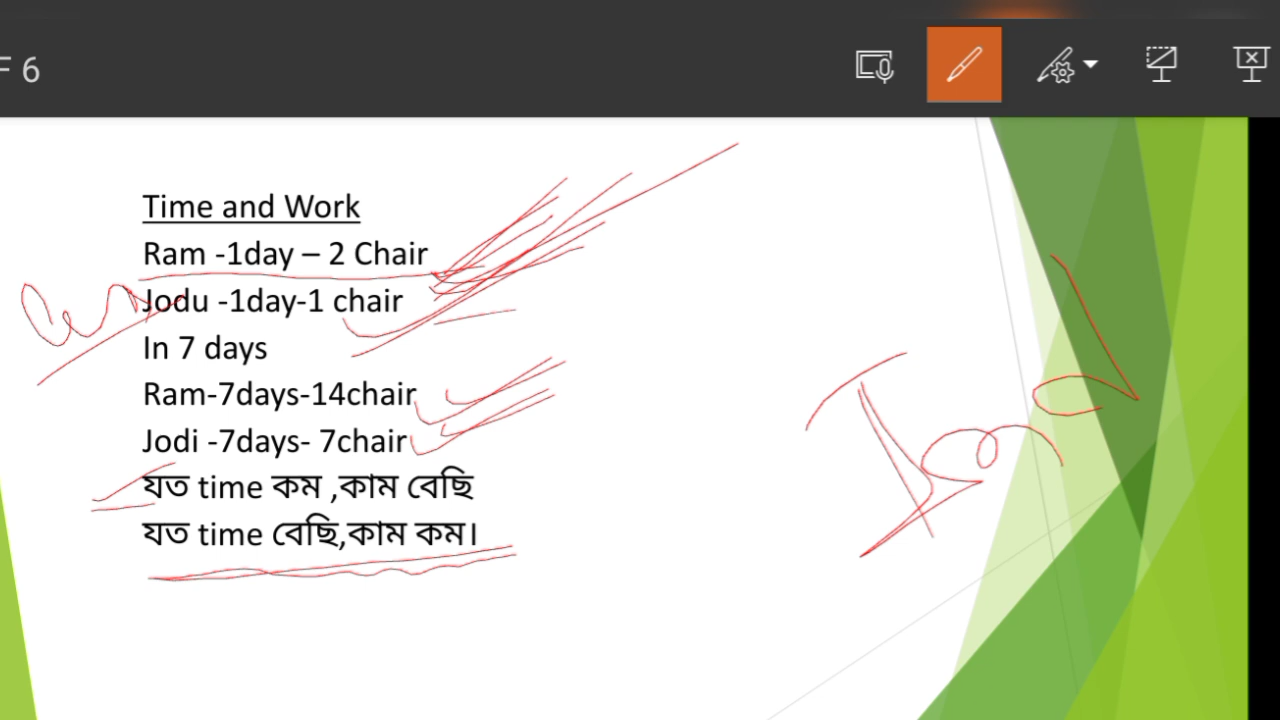 F 6
Time and Work
Ram -1day – 2 Chair
Jodu -1day-1 chair
In 7 days
Ram-7days-14chair
Jodi -7days- 7chair
যত time কম ,কাম বেছি
যত time বেছি,কাম কম।